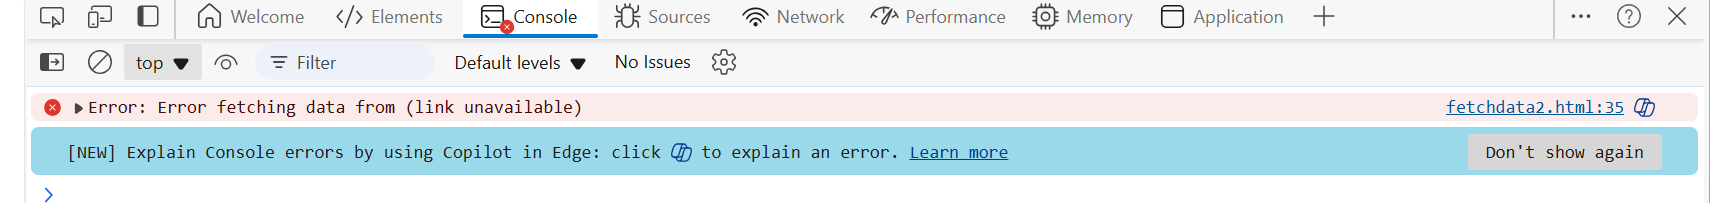 Welcome Elements Console Sources Network Performance Memory Application
top Filter Default levels No Issues
Error: Error fetching data from (link unavailable) fetchdata2.html:35
[NEW] Explain Console errors by using Copilot in Edge: click to explain an error. Learn more Don't show again